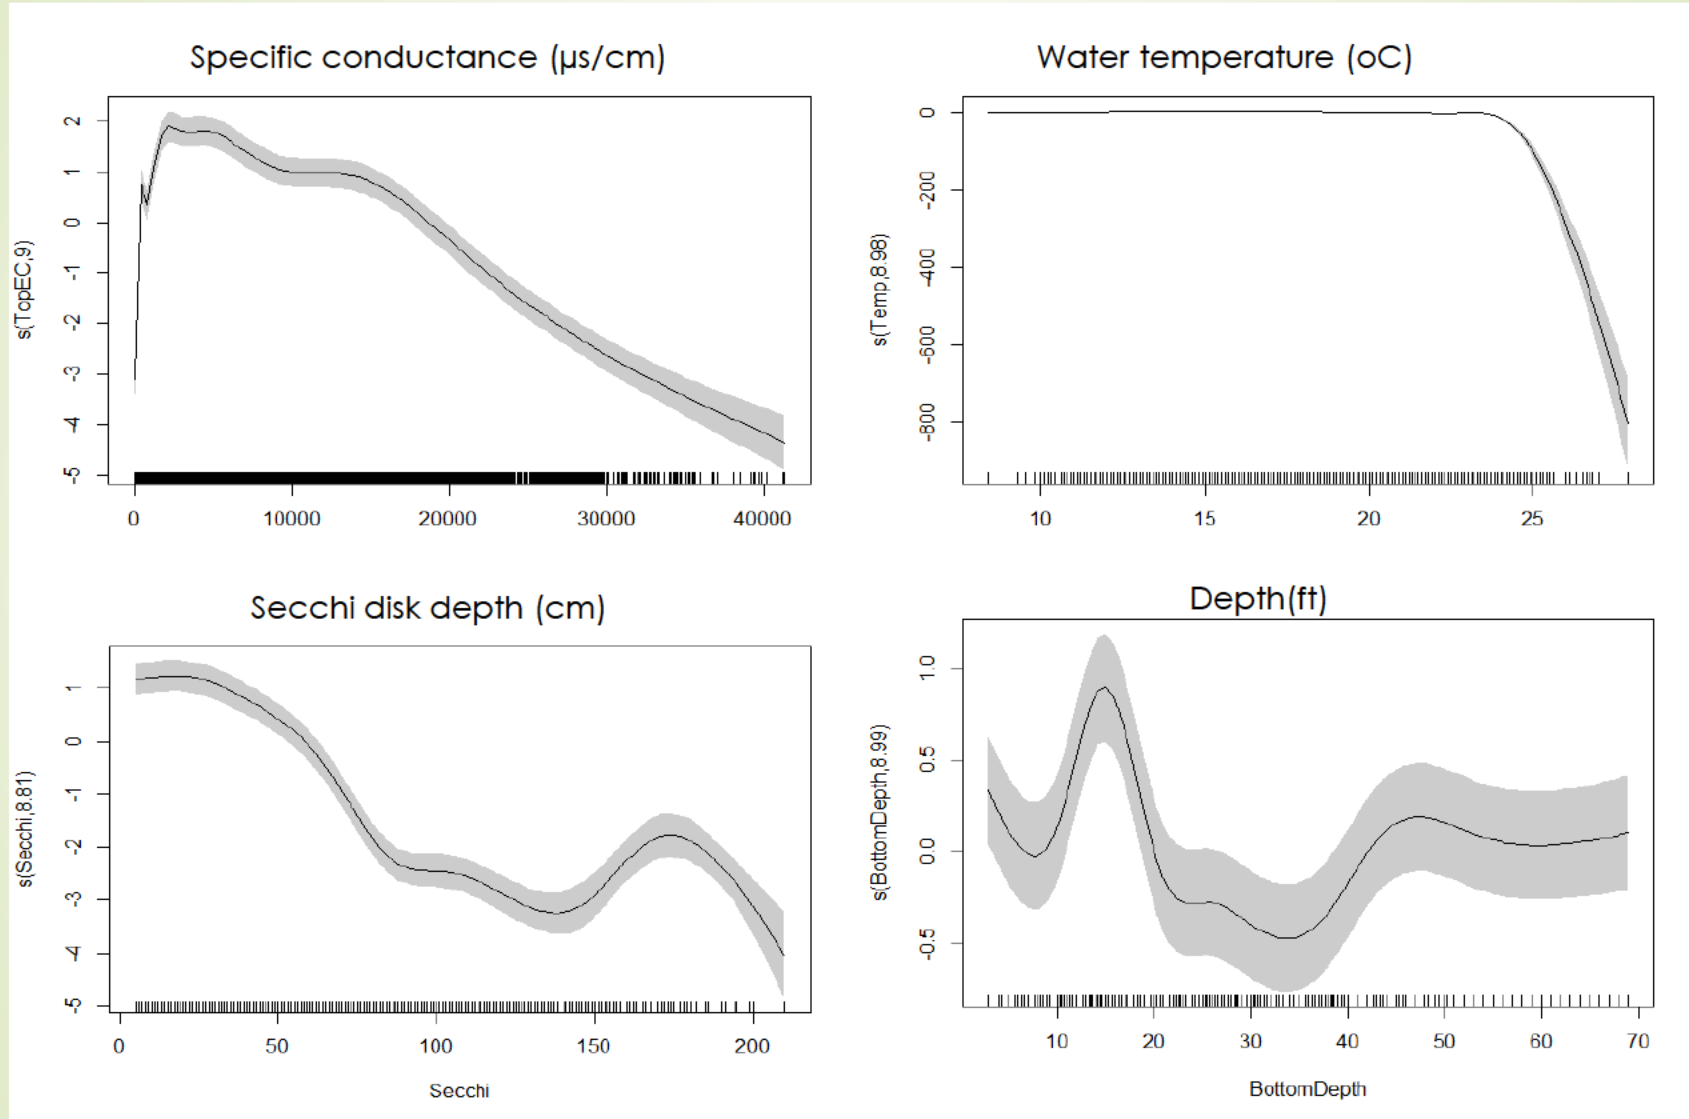 Specific conductance (µs/cm)
s(TopEC,9)
2
1
0
-1
-2
-3
-4
-5
0 10000 20000 30000 40000
Water temperature (oC)
s(Temp,8.98)
0
-200
-400
-600
-800
10 15 20 25
Secchi disk depth (cm)
s(Secchi,8.81)
1
0
-1
-2
-3
-4
-5
0 50 100 150 200
Secchi
Depth(ft)
s(BottomDepth,8.99)
1.0
0.5
0.0
-0.5
10 20 30 40 50 60 70
BottomDepth